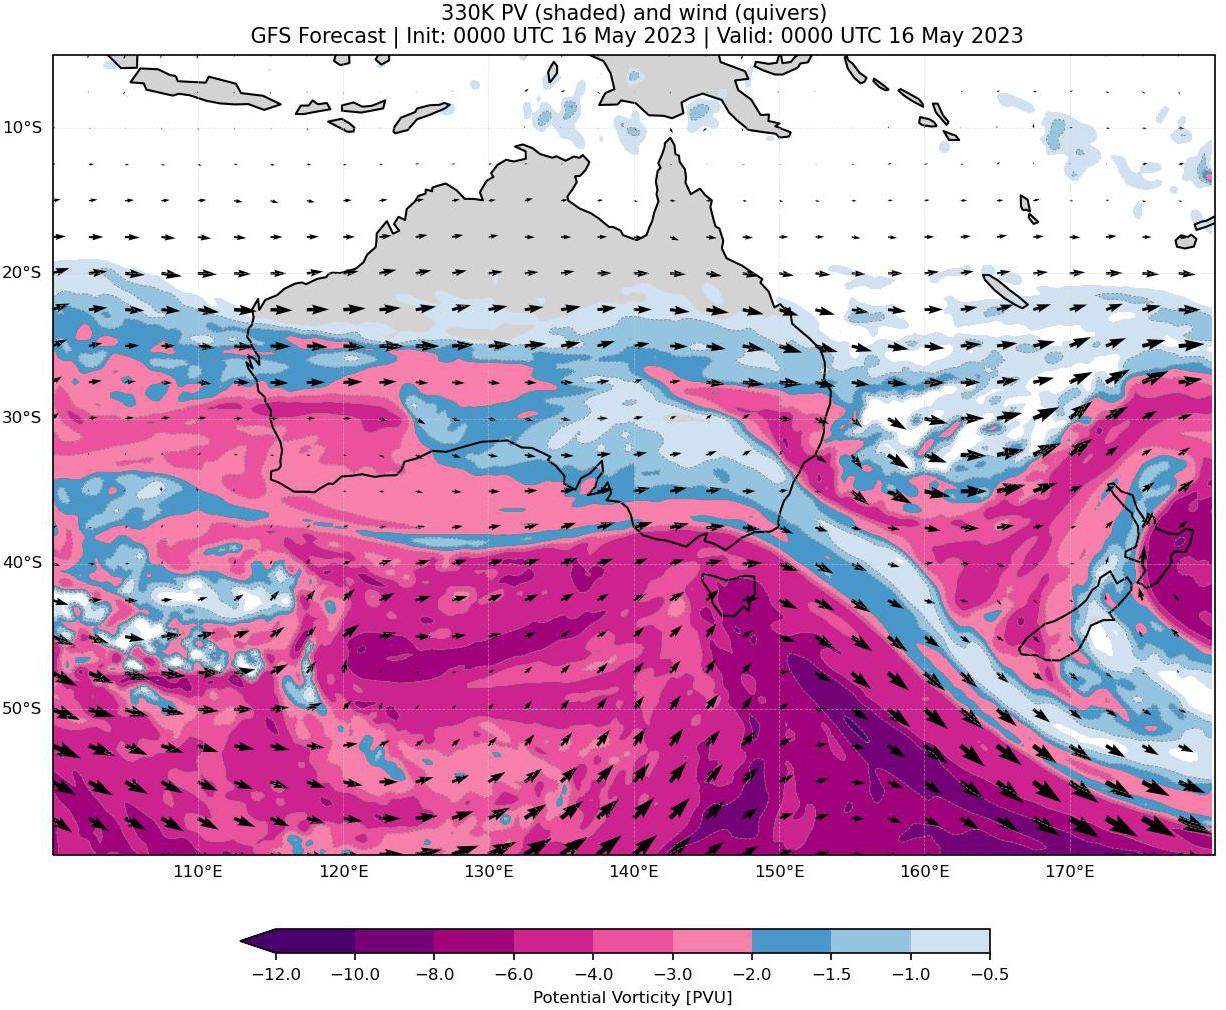 330K PV (shaded) and wind (quivers)
GFS Forecast | Init: 0000 UTC 16 May 2023 | Valid: 0000 UTC 16 May 2023
10°S
20°S
30°S
40°S
50°S
110°E 120°E 130°E 140°E 150°E 160°E 170°E
−12.0 −10.0 −8.0 −6.0 −4.0 −3.0 −2.0 −1.5 −1.0 −0.5
Potential Vorticity [PVU]